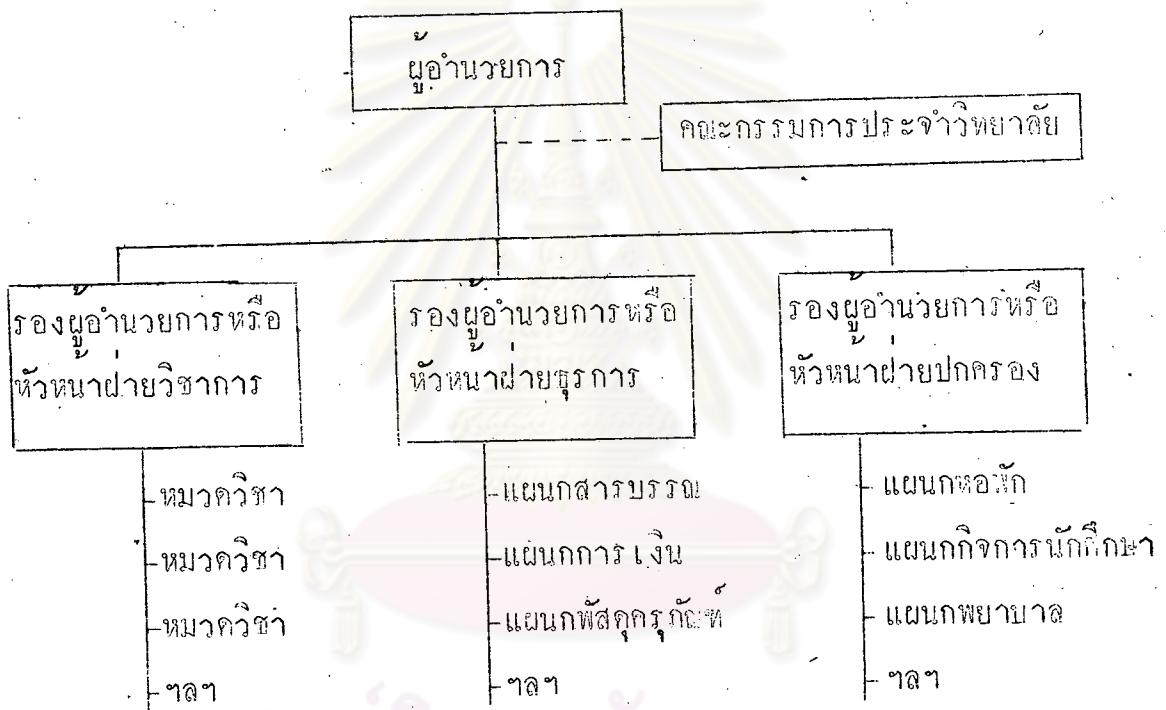 ผู้อำนวยการ
คณะกรรมการประจำวิทยาลัย
รองผู้อำนวยการหรือ
หัวหน้าฝ่ายวิชาการ
รองผู้อำนวยการหรือ
หัวหน้าฝ่ายธุรการ
รองผู้อำนวยการหรือ
หัวหน้าฝ่ายปกครอง
หมวดวิชา
หมวดวิชา
หมวดวิชา
ฯลฯ
แผนกสารบรรณ
แผนกการเงิน
แผนกพัสดุครุภัณฑ์
ฯลฯ
แผนกหอพัก
แผนกกิจการนักศึกษา
แผนกพยาบาล
ฯลฯ